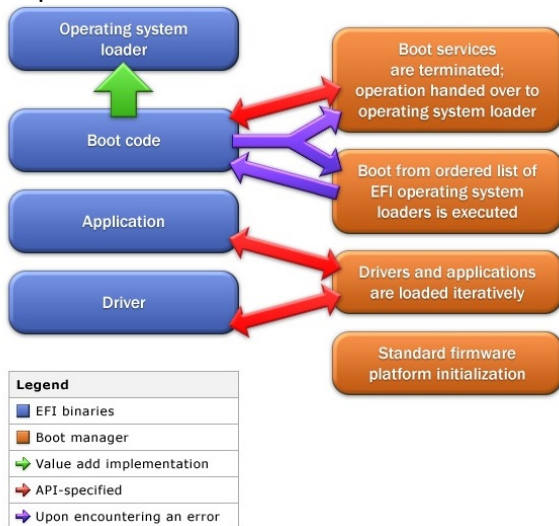 Operating system
loader
Boot services
are terminated;
operation handed over to
operating system loader
Boot code
Boot from ordered list of
EFI operating system
loaders is executed
Application
Drivers and applications
are loaded iteratively
Driver
Standard firmware
platform initialization
Legend
EFI binaries
Boot manager
Value add implementation
API-specified
Upon encountering an error